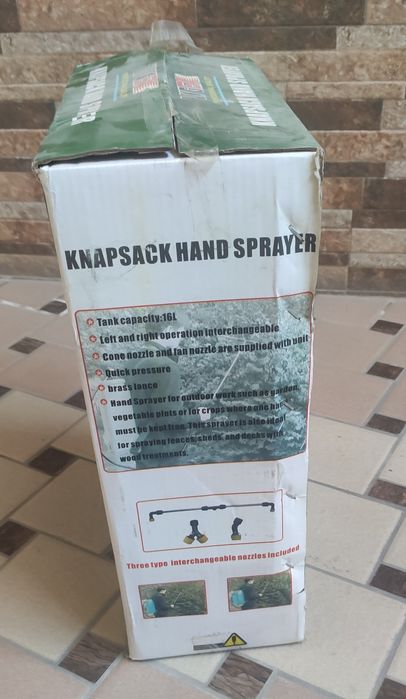 KNAPSACK HAND SPRAYER
Tank capacity:16L
Left and right operation interchangeable
Cone nozzle and fan nuzzle are supplied with unit
Quick pressure
brass lance
Hand Sprayer for outdoor work such as garden,
vegetable plots or for crops where one hand
must be kept free. This sprayer is also ideal
for spraying fences, sheds, and decks with
wood treatments.
Three type interchangeable nozzles included